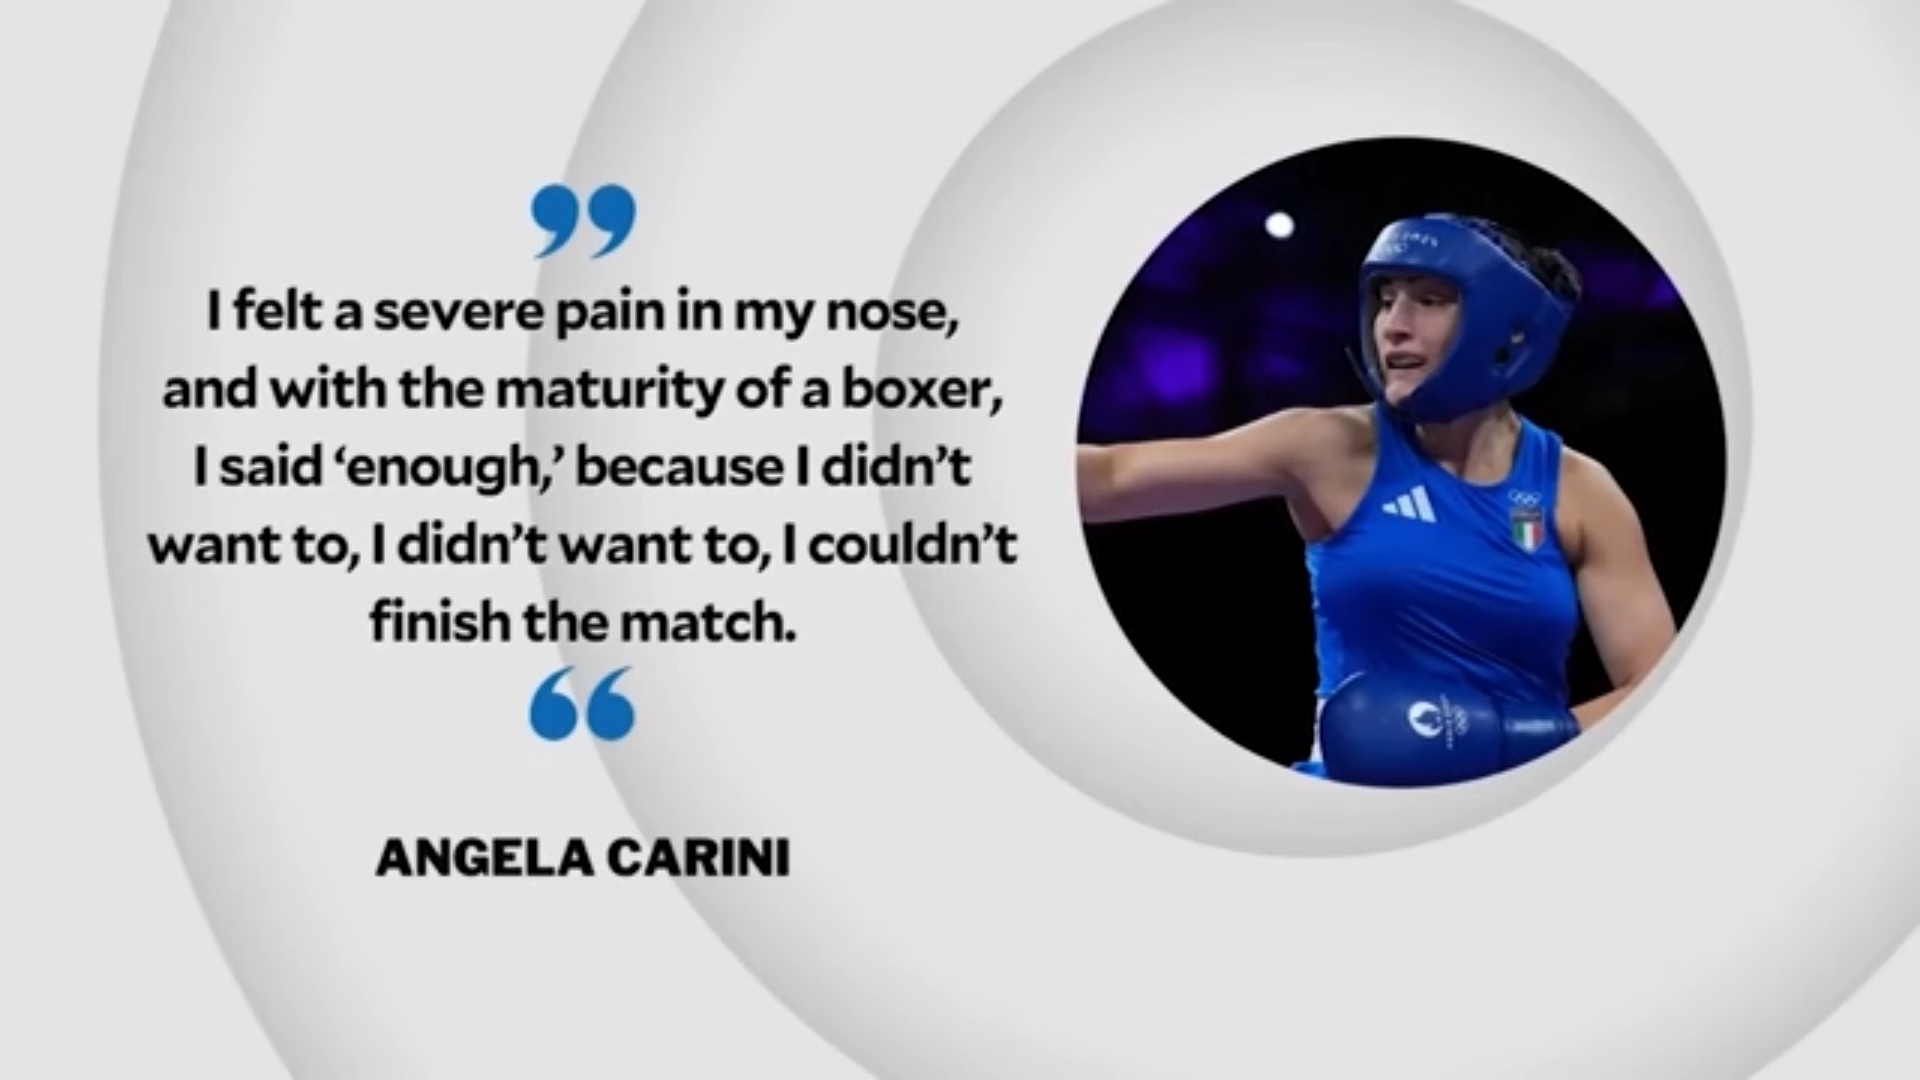 ”
I felt a severe pain in my nose,
and with the maturity of a boxer,
I said ‘enough,’ because I didn’t
want to, I didn’t want to, I couldn’t
finish the match.
“
ANGELA CARINI